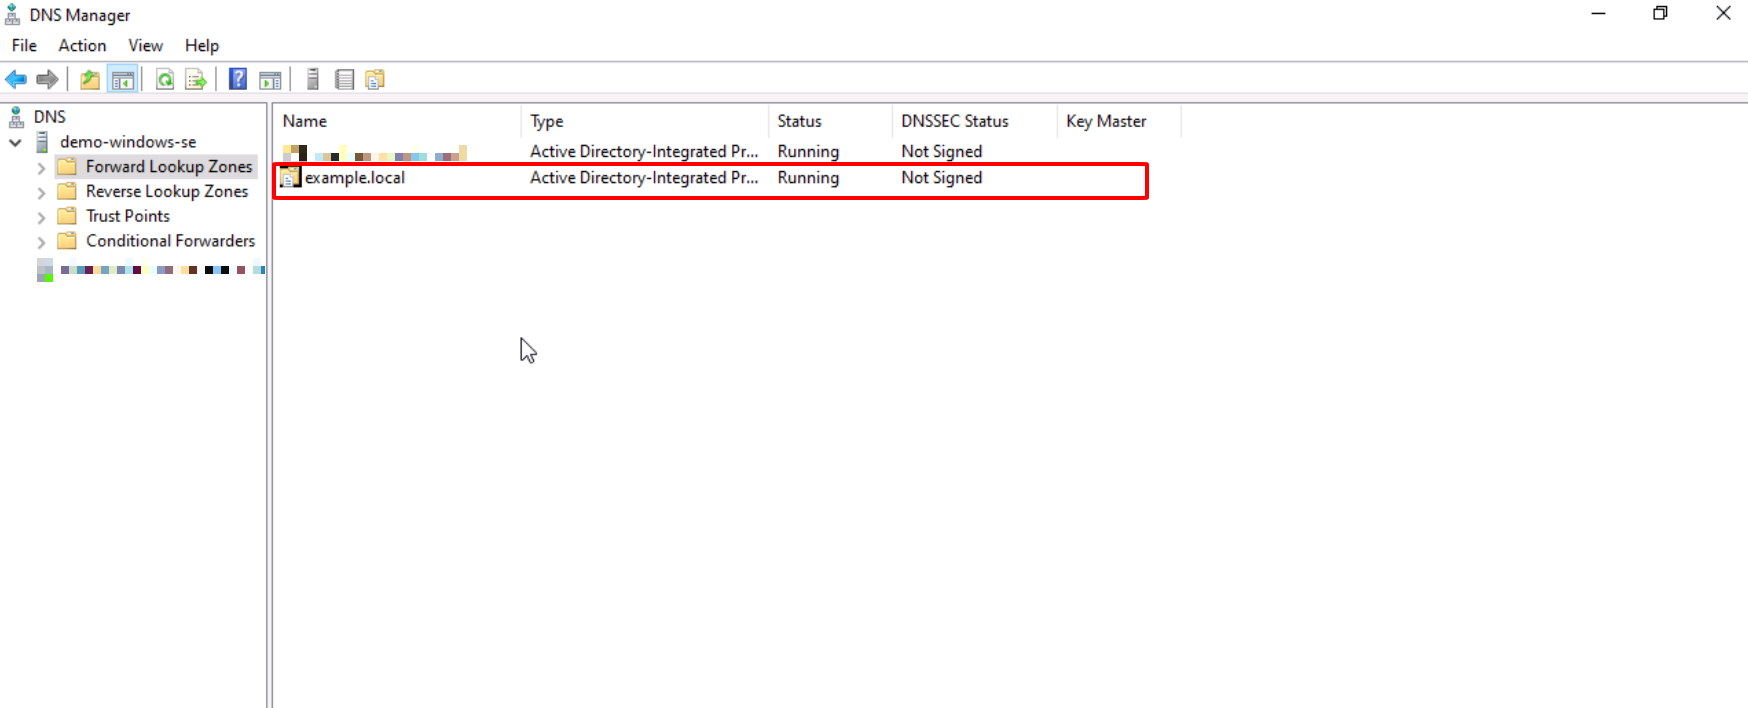 DNS Manager
File Action View Help
DNS
demo-windows-se
Forward Lookup Zones
Reverse Lookup Zones
Trust Points
Conditional Forwarders
Name Type Status DNSSEC Status Key Master
Active Directory-Integrated Pr... Running Not Signed
example.local Active Directory-Integrated Pr... Running Not Signed